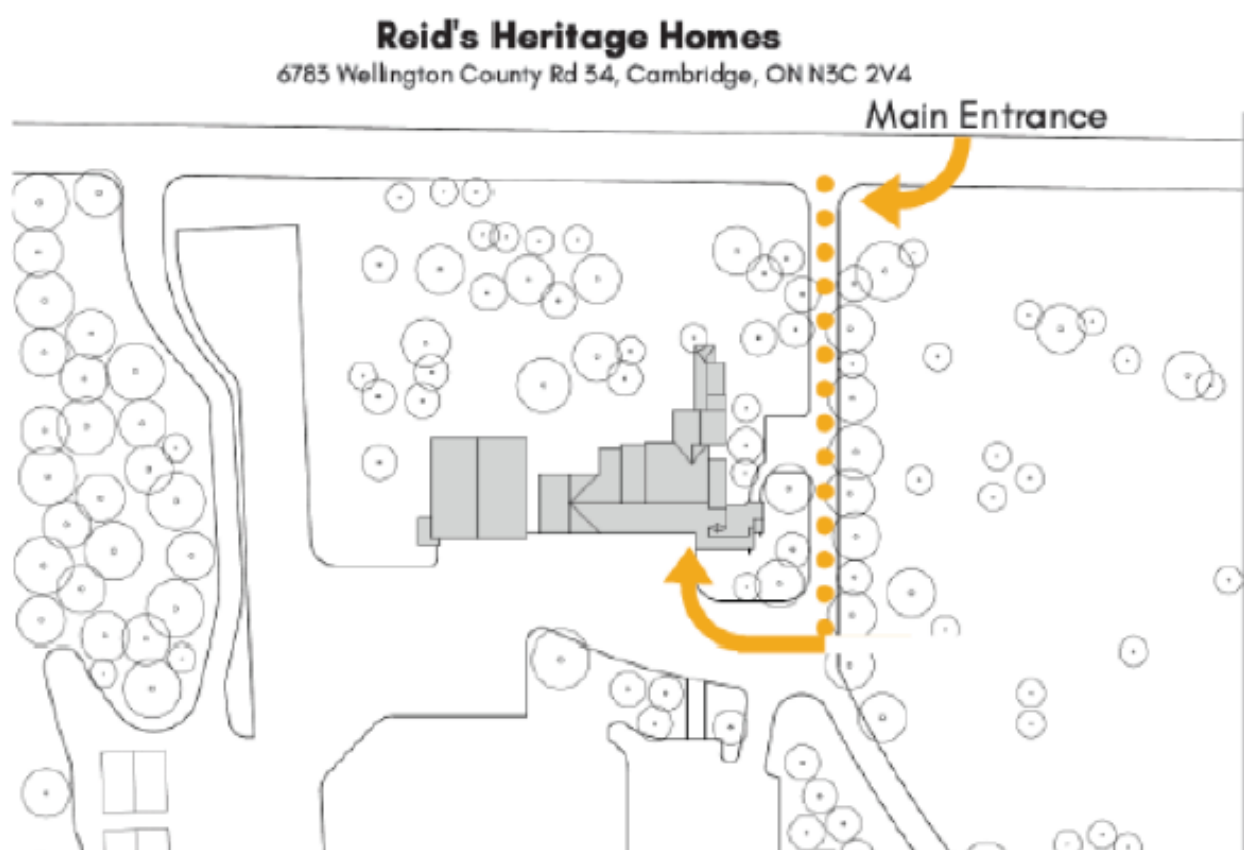 Reid's Heritage Homes
6783 Wellington County Rd 34, Cambridge, ON N3C 2V4
Main Entrance